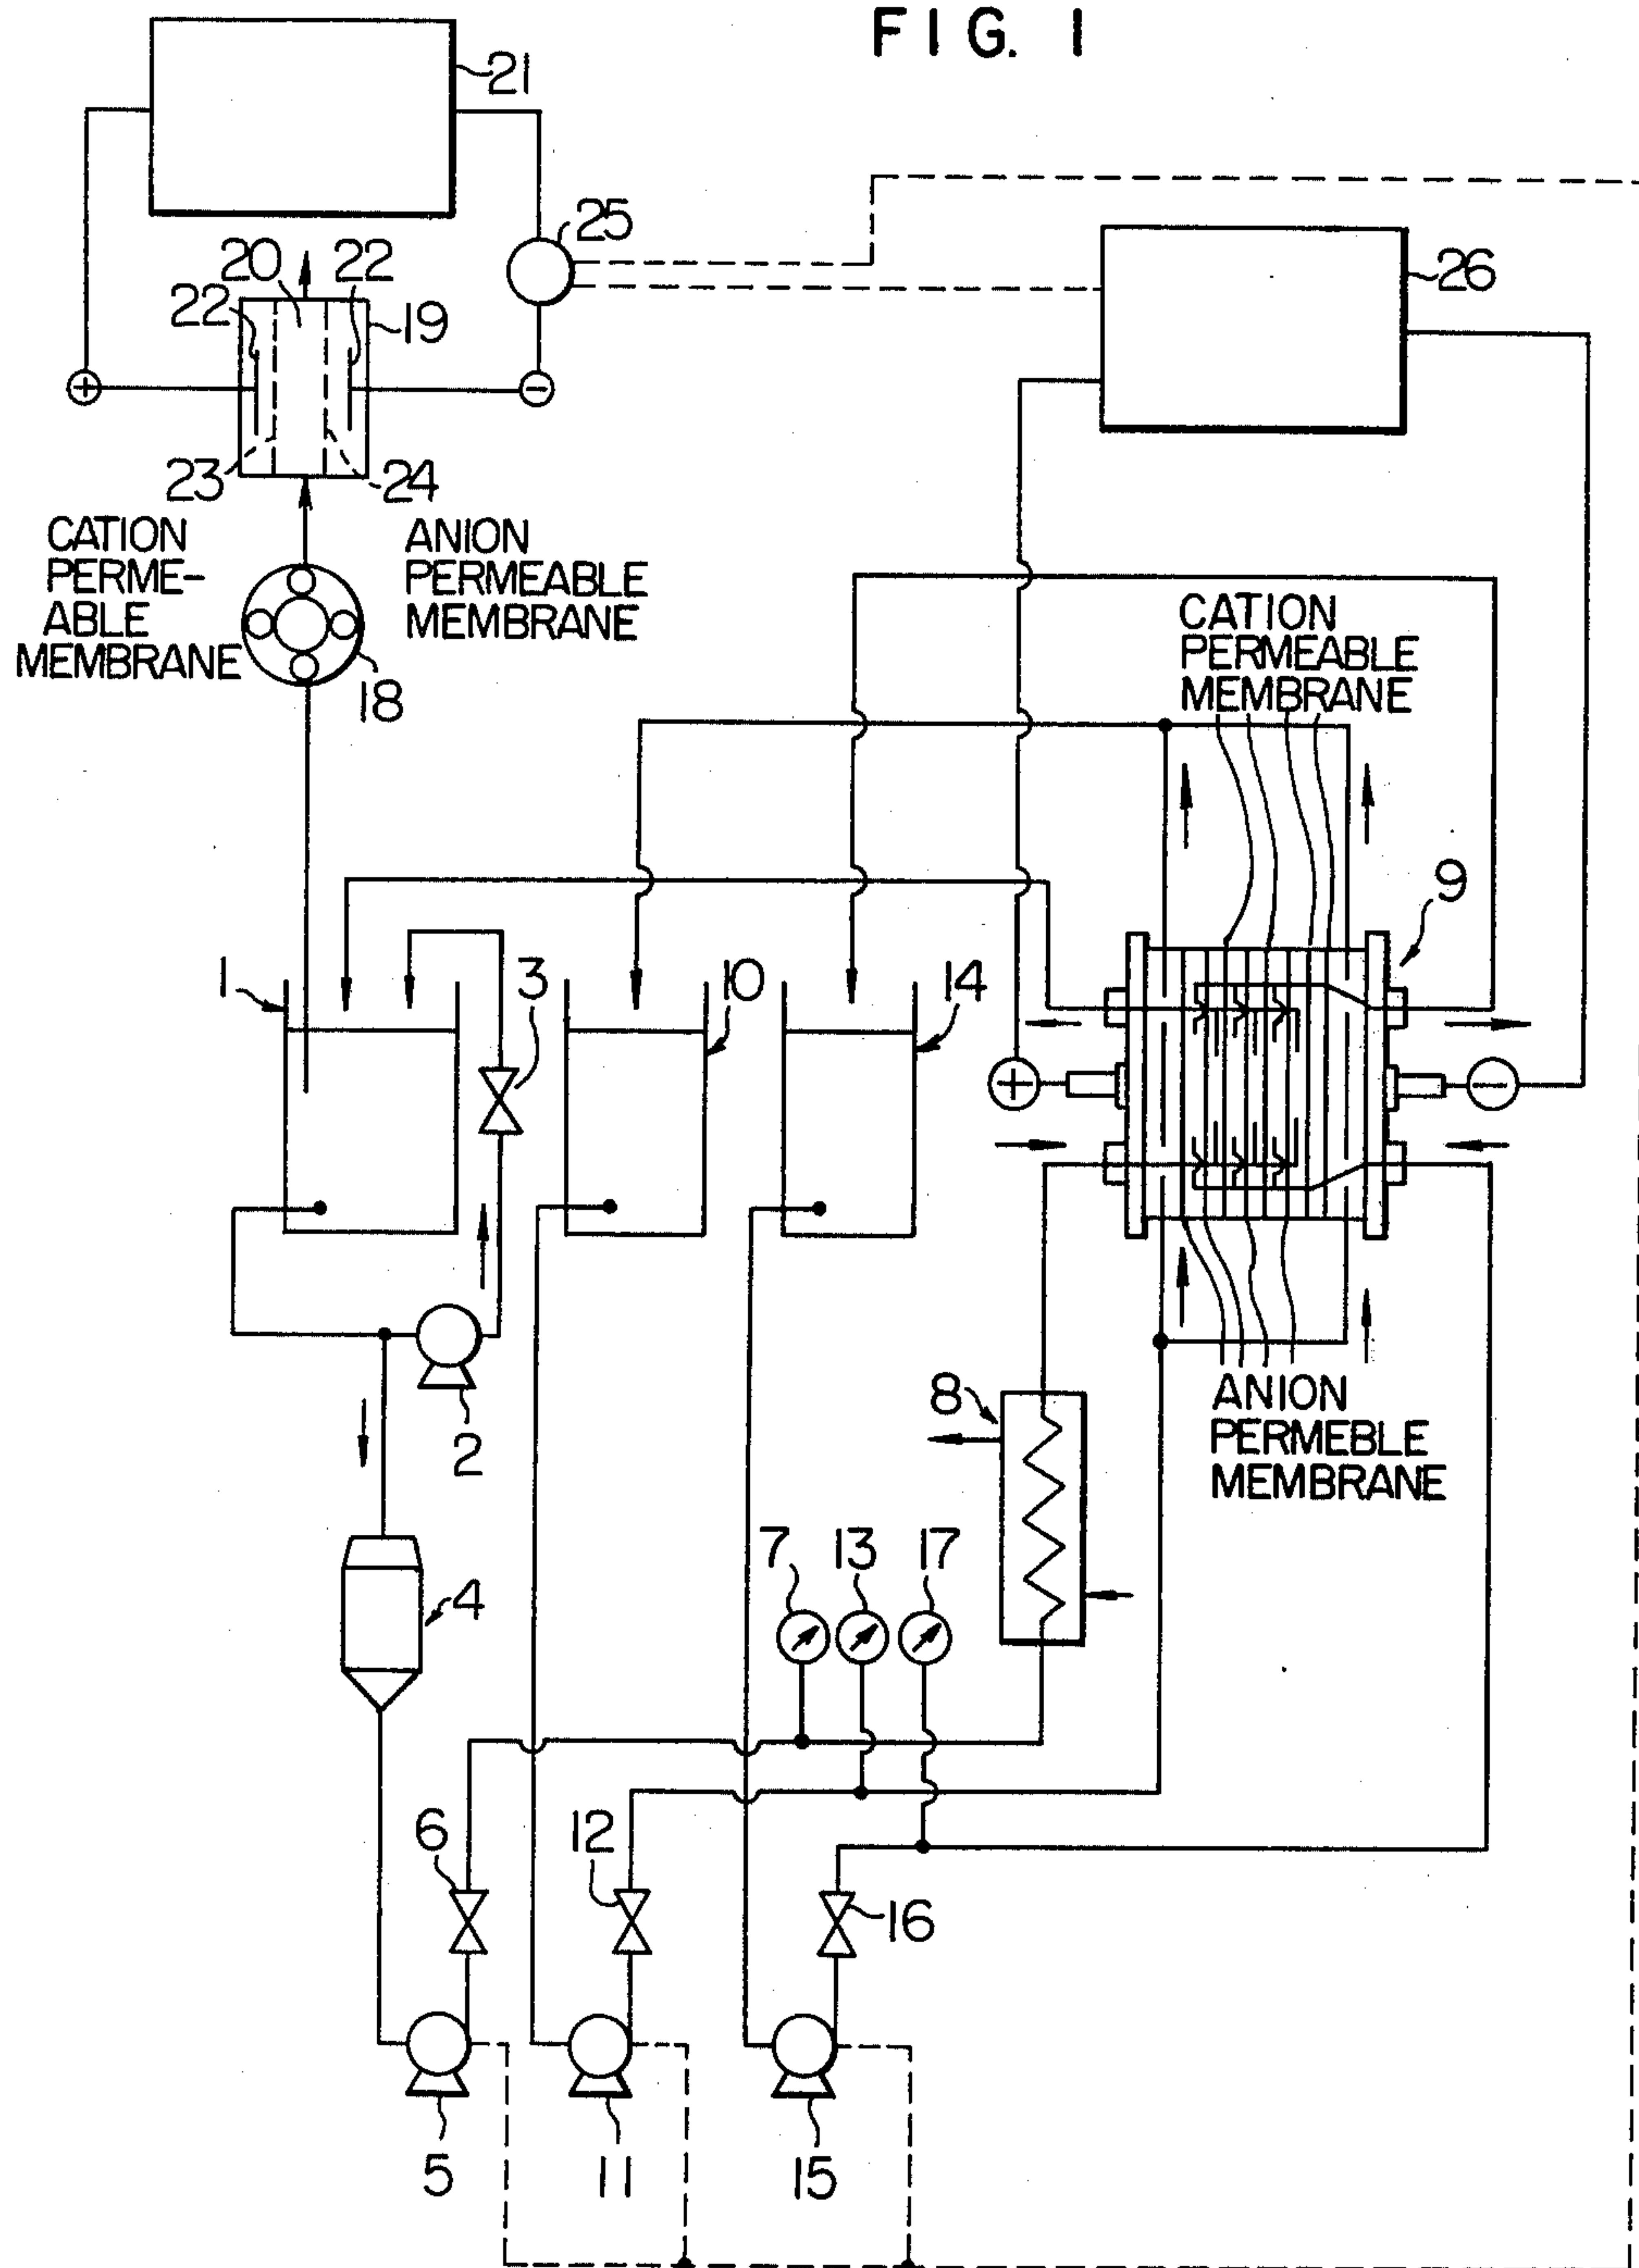 FIG. 1
21
25
20
22
22
19
26
23
24
CATION
PERME-
ABLE
MEMBRANE
ANION
PERMEABLE
MEMBRANE
18
CATION
PERMEABLE
MEMBRANE
9
1
3
10
14
+
−
+
−
2
8
ANION
PERMEBLE
MEMBRANE
4
7
13
17
6
12
16
5
11
15